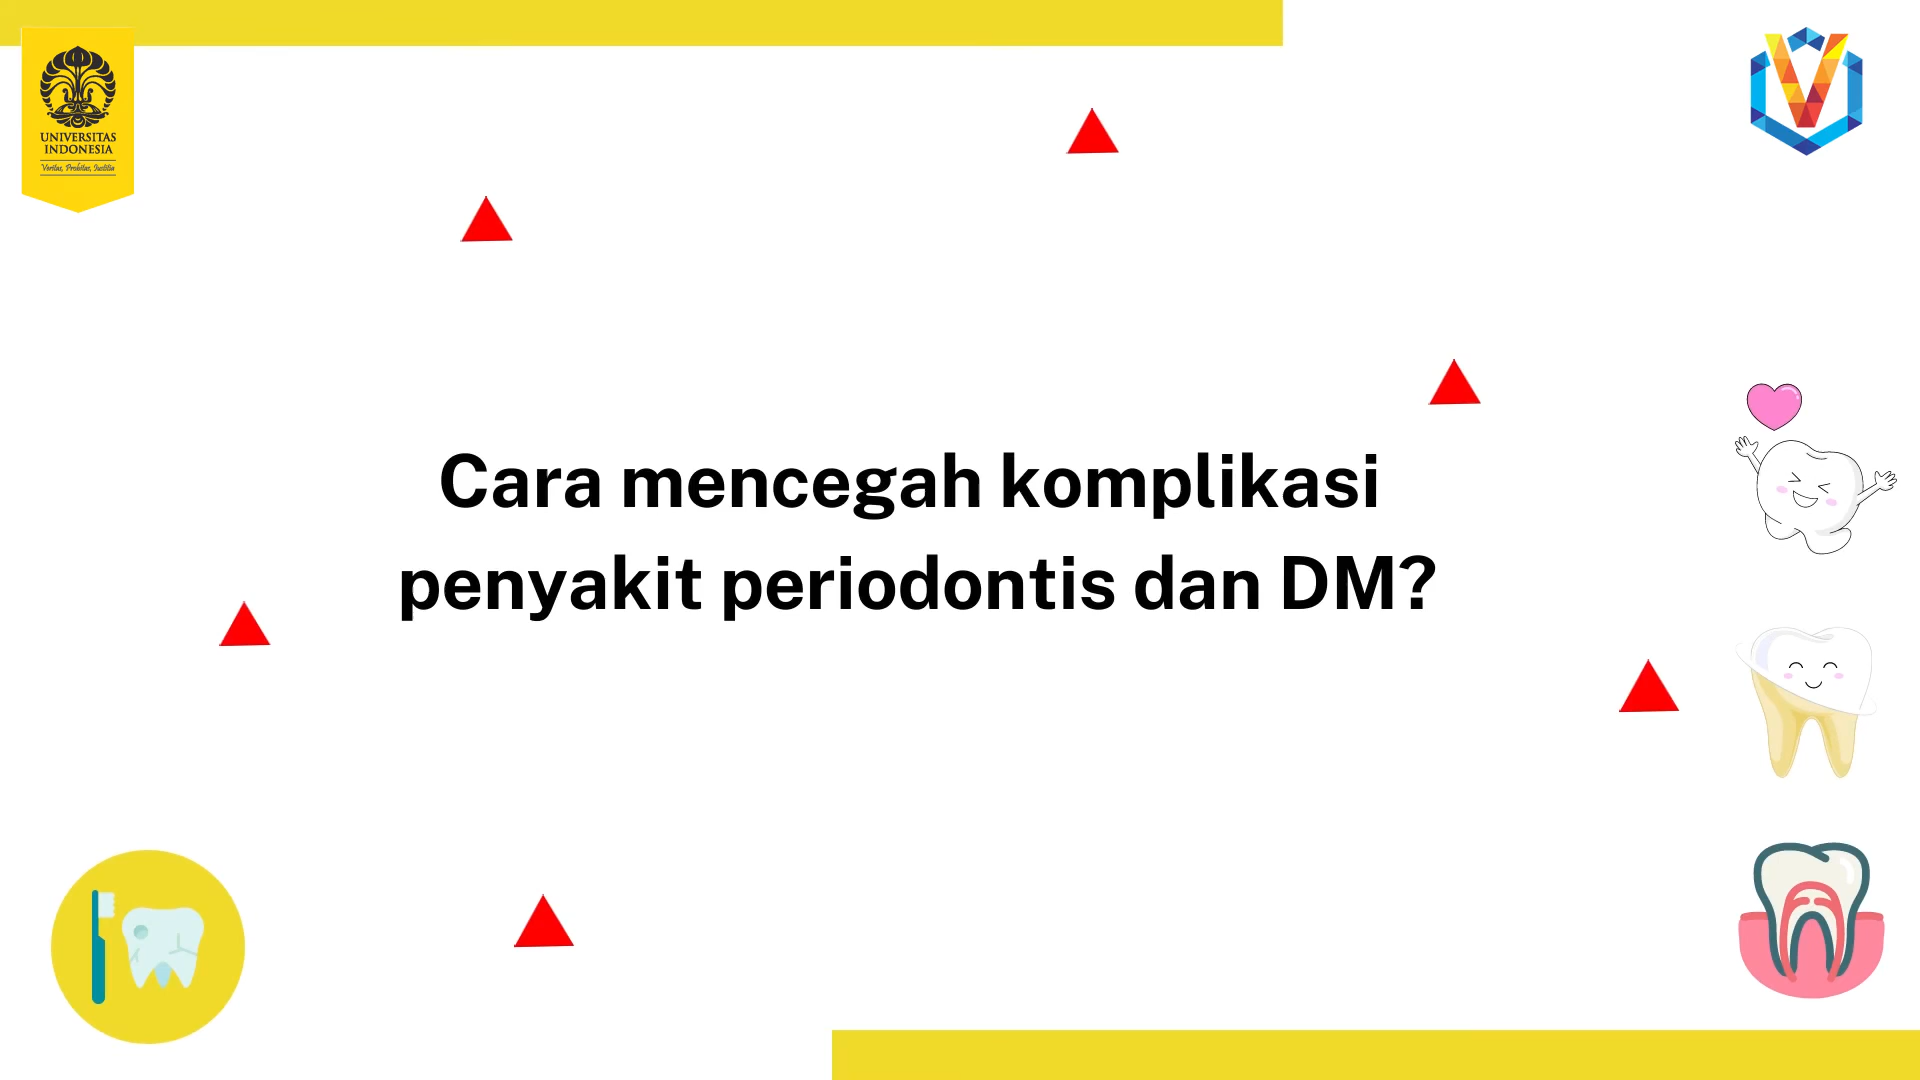 UNIVERSITAS
INDONESIA
Veritas, Probitas, Iustitia
Cara mencegah komplikasi
penyakit periodontis dan DM?